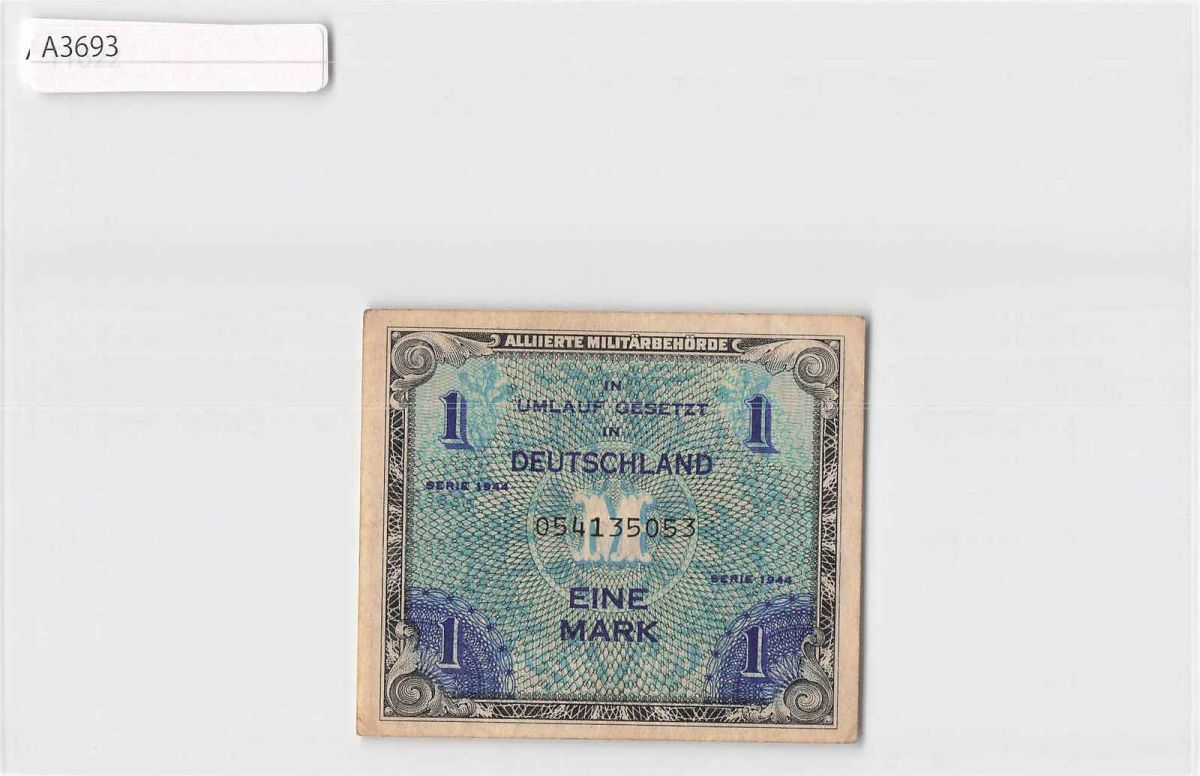 A3693
ALLIIERTE MILITÄRBEHÖRDE
1 1
IN
UMLAUF GESETZT
IN
DEUTSCHLAND
SERIE 1944
M
054135053
SERIE 1944
EINE
MARK
1 1